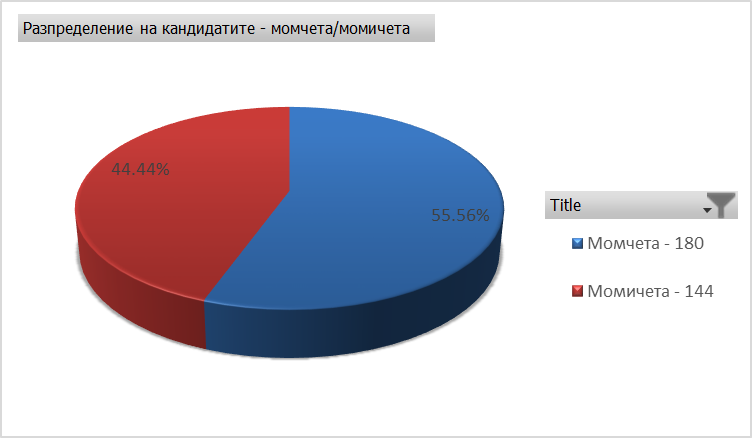 Разпределение на кандидатите - момчета/момичета
44.44%
55.56%
Title
Момчета - 180
Момичета - 144